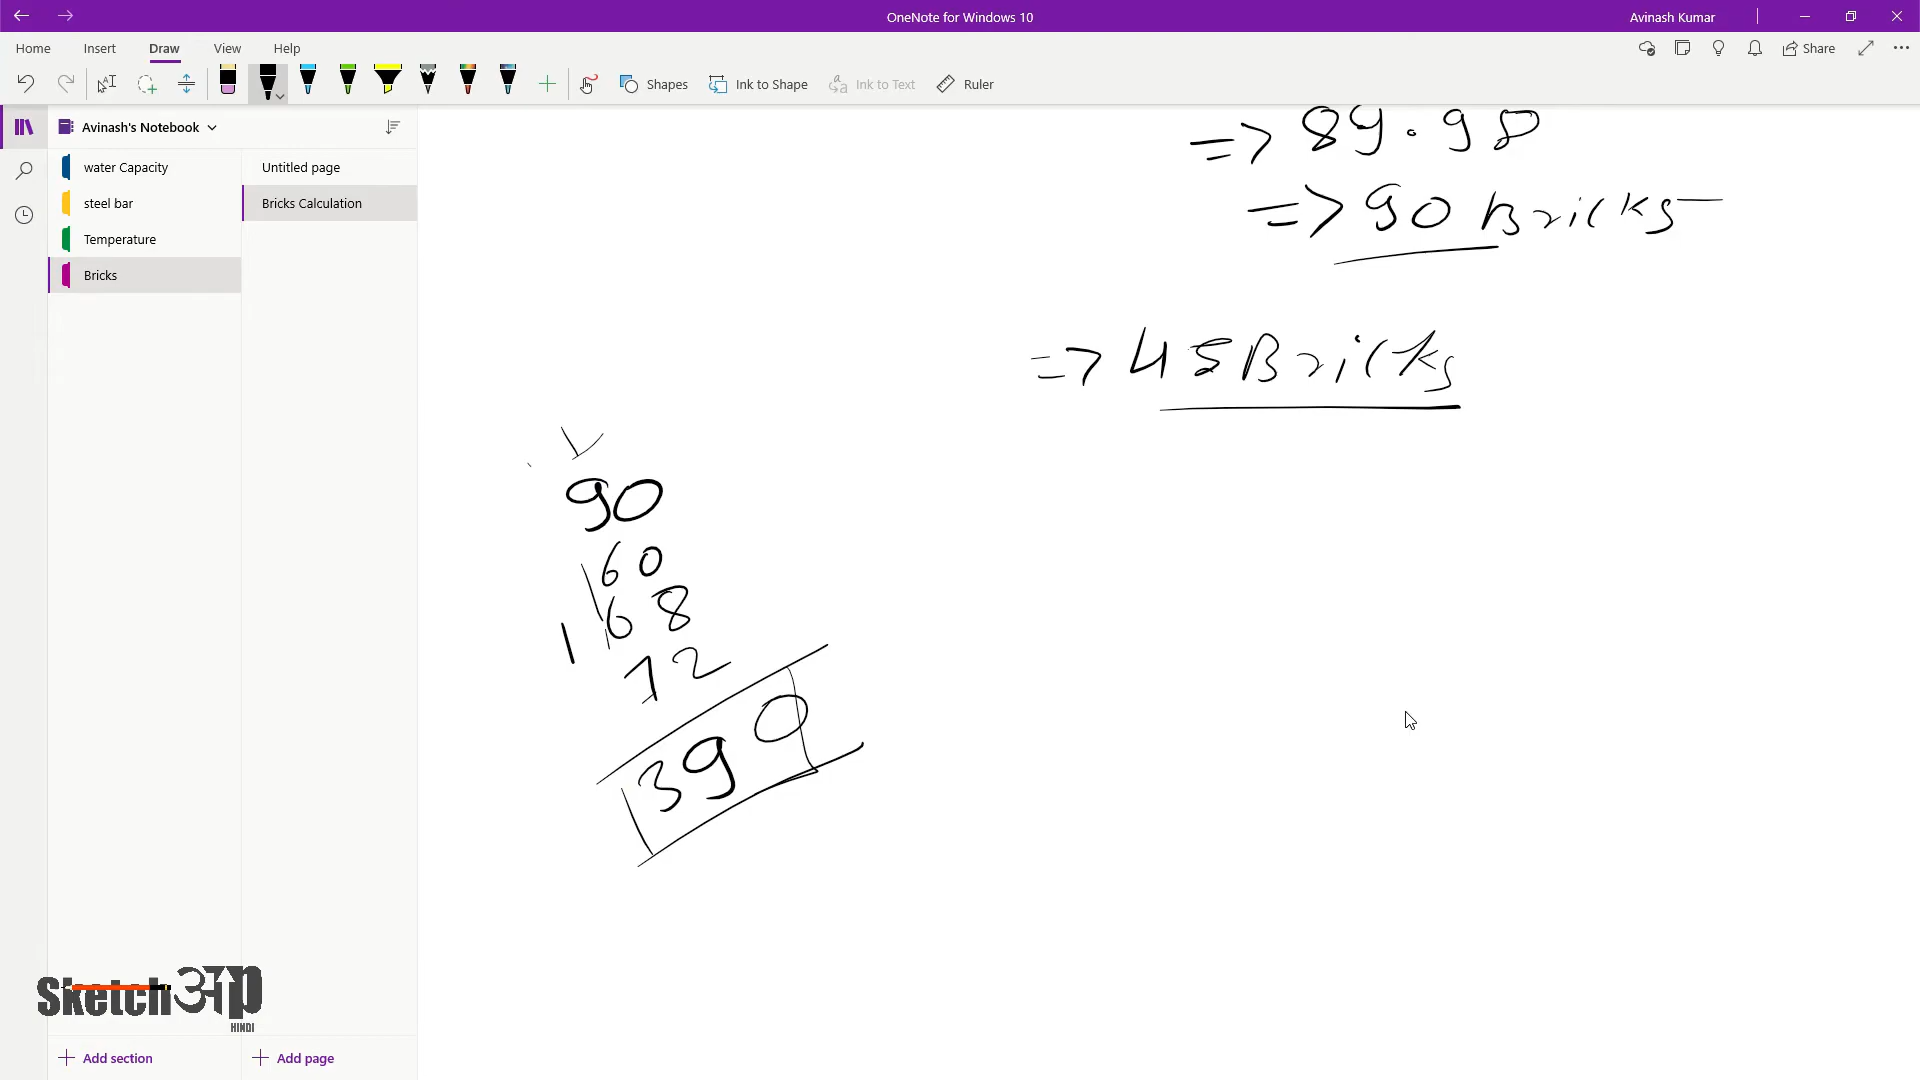 OneNote for Windows 10
Avinash Kumar
Home Insert Draw View Help
Share
Shapes Ink to Shape Ink to Text Ruler
Avinash's Notebook
water Capacity
steel bar
Temperature
Bricks
Untitled page
Bricks Calculation
=> 89.98
=> 90 Bricks
=> 45 Bricks
90
60
168
72
390
Sketchअप
HINDI
Add section
Add page